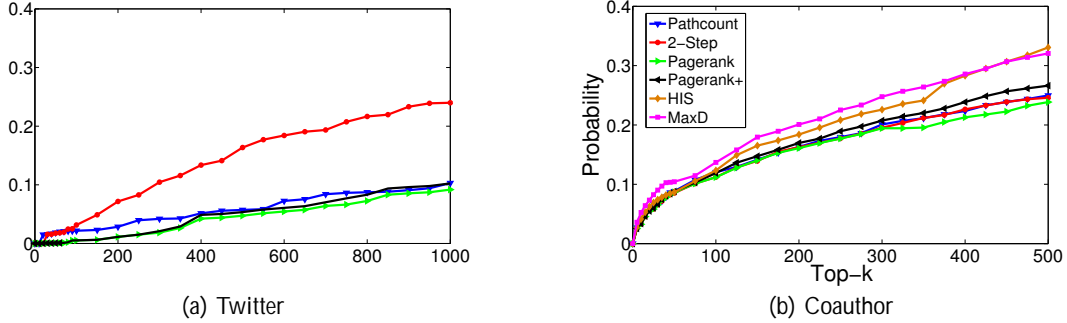 0.4
0.3
0.2
0.1
0
0 200 400 600 800 1000
(a) Twitter
0.4
0.3
0.2
0.1
0
Probability
Pathcount
2-Step
Pagerank
Pagerank+
HIS
MaxD
0 100 200 300 400 500
Top-k
(b) Coauthor